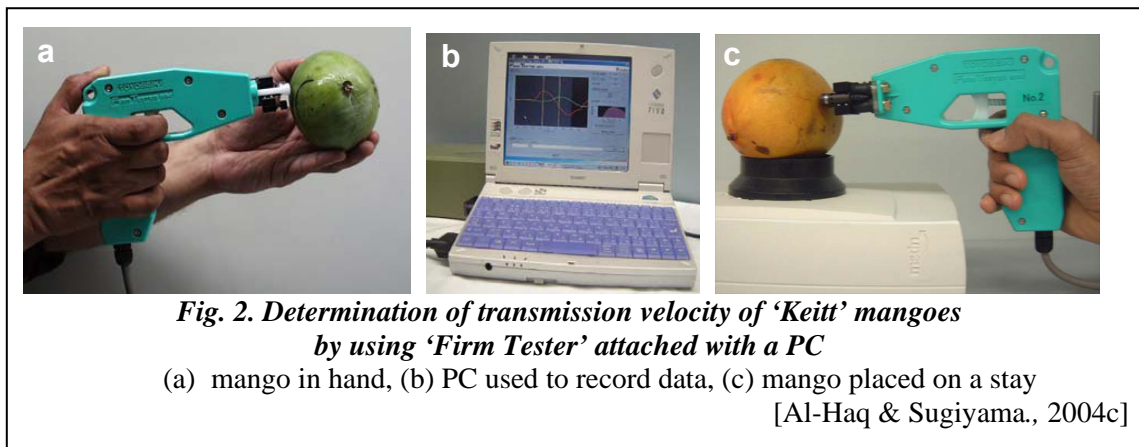 a
b
c
No.2
msdn
Fig. 2. Determination of transmission velocity of ‘Keitt’ mangoes
by using ‘Firm Tester’ attached with a PC
(a) mango in hand, (b) PC used to record data, (c) mango placed on a stay
[Al-Haq & Sugiyama., 2004c]